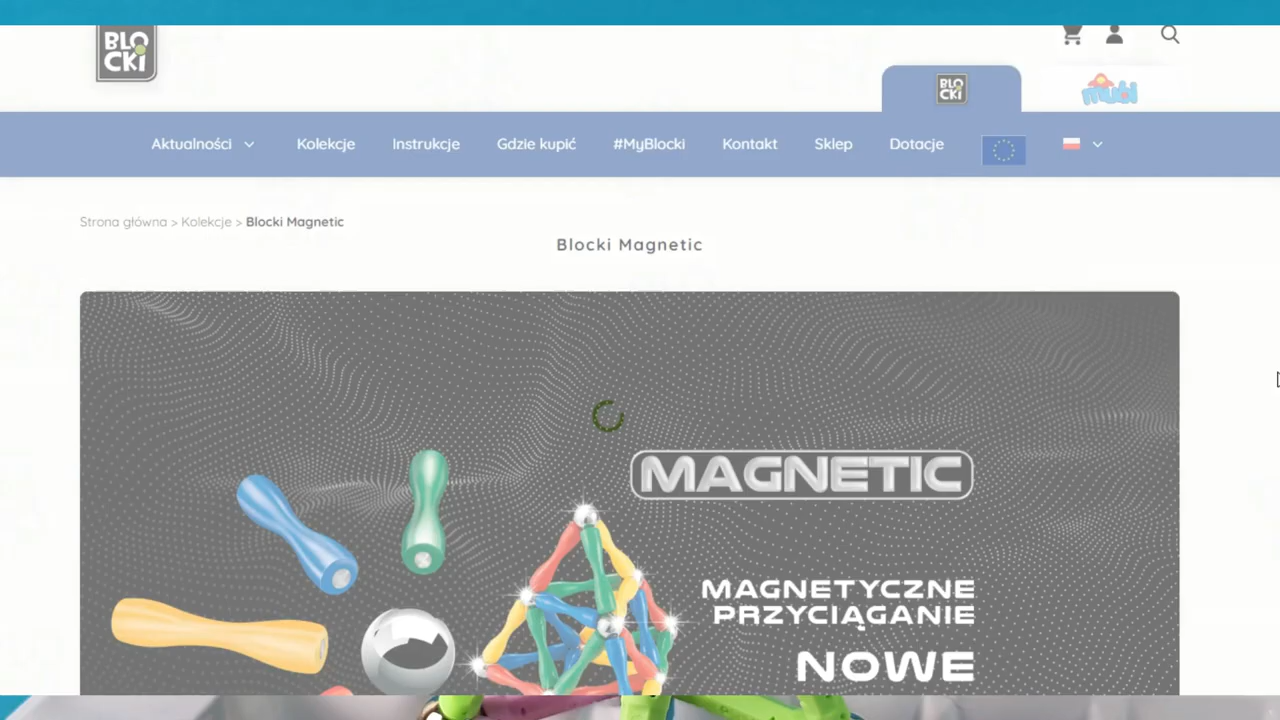 BLO
CKI
BLO
CKI
mubi
Aktualności
Kolekcje
Instrukcje
Gdzie kupić
#MyBlocki
Kontakt
Sklep
Dotacje
Strona główna > Kolekcje > Blocki Magnetic
Blocki Magnetic
MAGNETIC
MAGNETYCZNE
PRZYCIĄGANIE
NOWE